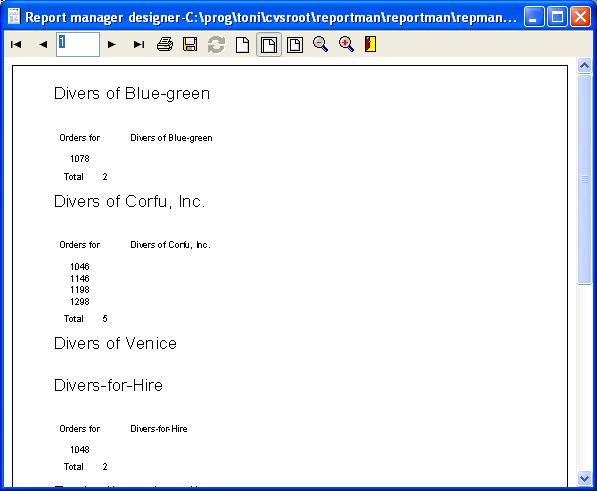 Report manager designer-C:\prog\toni\cvsroot\reportman\reportman\repman...
1
Divers of Blue-green
Orders for Divers of Blue-green
1078
Total 2
Divers of Corfu, Inc.
Orders for Divers of Corfu, Inc.
1046
1146
1198
1298
Total 5
Divers of Venice
Divers-for-Hire
Orders for Divers-for-Hire
1048
Total 2